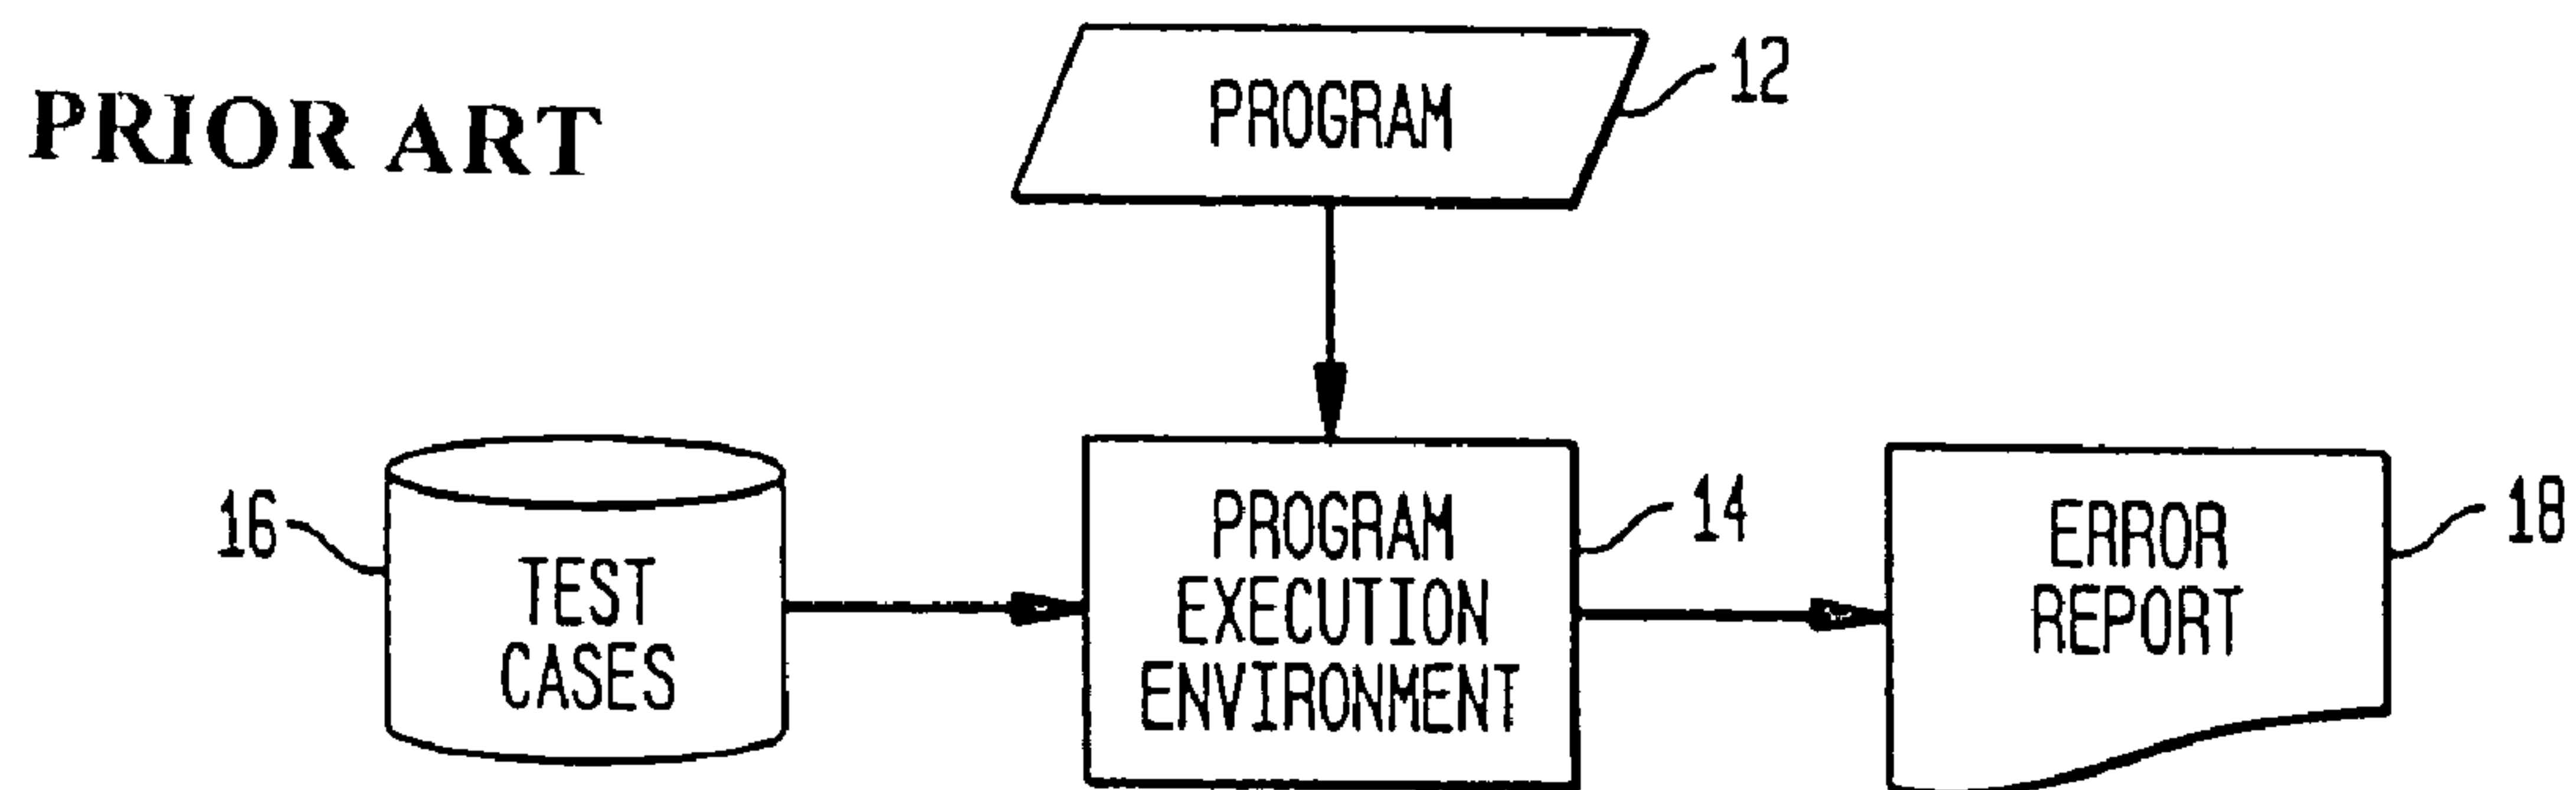 PRIOR ART
PROGRAM
12
16
TEST
CASES
PROGRAM
EXECUTION
ENVIRONMENT
14
ERROR
REPORT
18